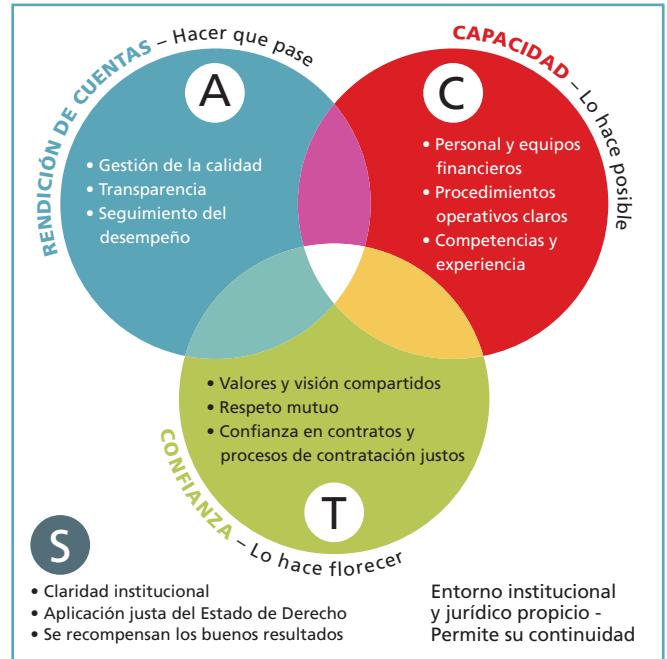 RENDICIÓN DE CUENTAS – Hacer que pase
A
• Gestión de la calidad
• Transparencia
• Seguimiento del
desempeño
CAPACIDAD – Lo hace posible
C
• Personal y equipos
financieros
• Procedimientos
operativos claros
• Competencias y
experiencia
• Valores y visión compartidos
• Respeto mutuo
• Confianza en contratos y
procesos de contratación justos
T
CONFIANZA – Lo hace florecer
S
• Claridad institucional
• Aplicación justa del Estado de Derecho
• Se recompensan los buenos resultados
Entorno institucional
y jurídico propicio -
Permite su continuidad